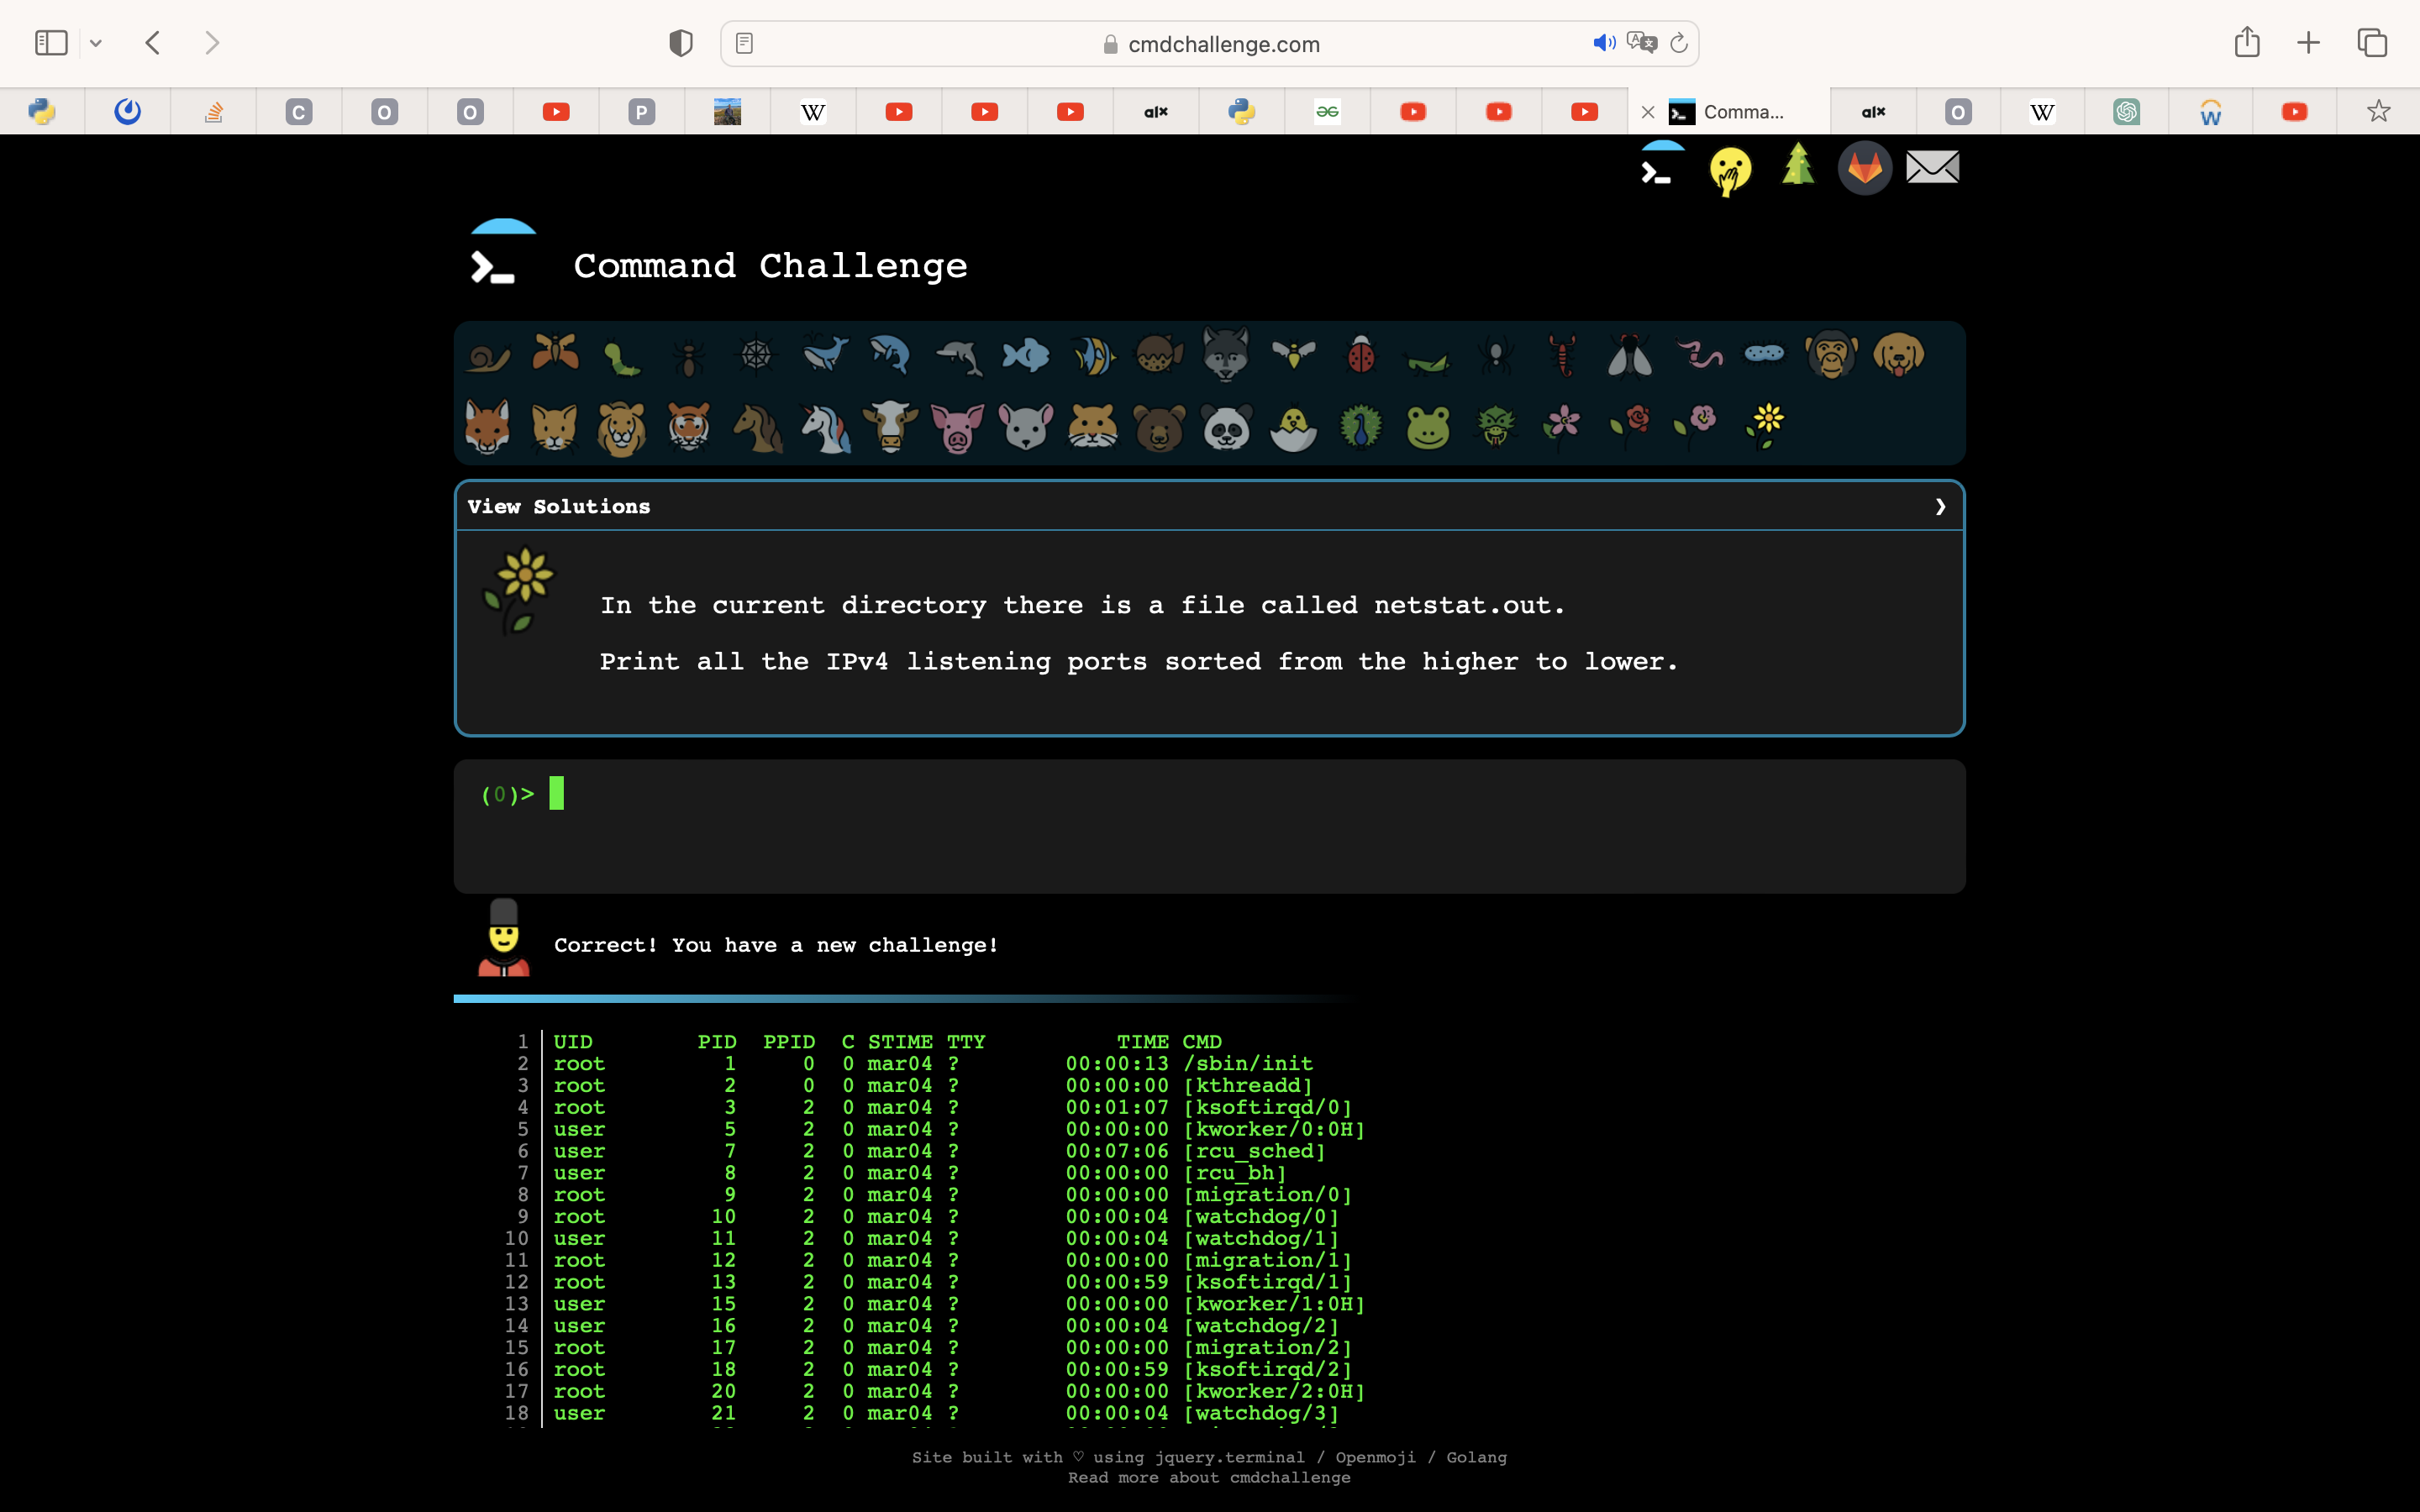 cmdchallenge.com
C
O
O
P
W
alx
Comma...
alx
O
W
W
Command Challenge
View Solutions
In the current directory there is a file called netstat.out.
Print all the IPv4 listening ports sorted from the higher to lower.
(0)>
Correct! You have a new challenge!
1 UID PID PPID C STIME TTY TIME CMD
2 root 1 0 0 mar04 ? 00:00:13 /sbin/init
3 root 2 0 0 mar04 ? 00:00:00 [kthreadd]
4 root 3 2 0 mar04 ? 00:01:07 [ksoftirqd/0]
5 user 5 2 0 mar04 ? 00:00:00 [kworker/0:0H]
6 user 7 2 0 mar04 ? 00:07:06 [rcu_sched]
7 user 8 2 0 mar04 ? 00:00:00 [rcu_bh]
8 root 9 2 0 mar04 ? 00:00:00 [migration/0]
9 root 10 2 0 mar04 ? 00:00:04 [watchdog/0]
10 user 11 2 0 mar04 ? 00:00:04 [watchdog/1]
11 root 12 2 0 mar04 ? 00:00:00 [migration/1]
12 root 13 2 0 mar04 ? 00:00:59 [ksoftirqd/1]
13 user 15 2 0 mar04 ? 00:00:00 [kworker/1:0H]
14 user 16 2 0 mar04 ? 00:00:04 [watchdog/2]
15 root 17 2 0 mar04 ? 00:00:00 [migration/2]
16 root 18 2 0 mar04 ? 00:00:59 [ksoftirqd/2]
17 root 20 2 0 mar04 ? 00:00:00 [kworker/2:0H]
18 user 21 2 0 mar04 ? 00:00:04 [watchdog/3]
Site built with ♡ using jquery.terminal / Openmoji / Golang
Read more about cmdchallenge